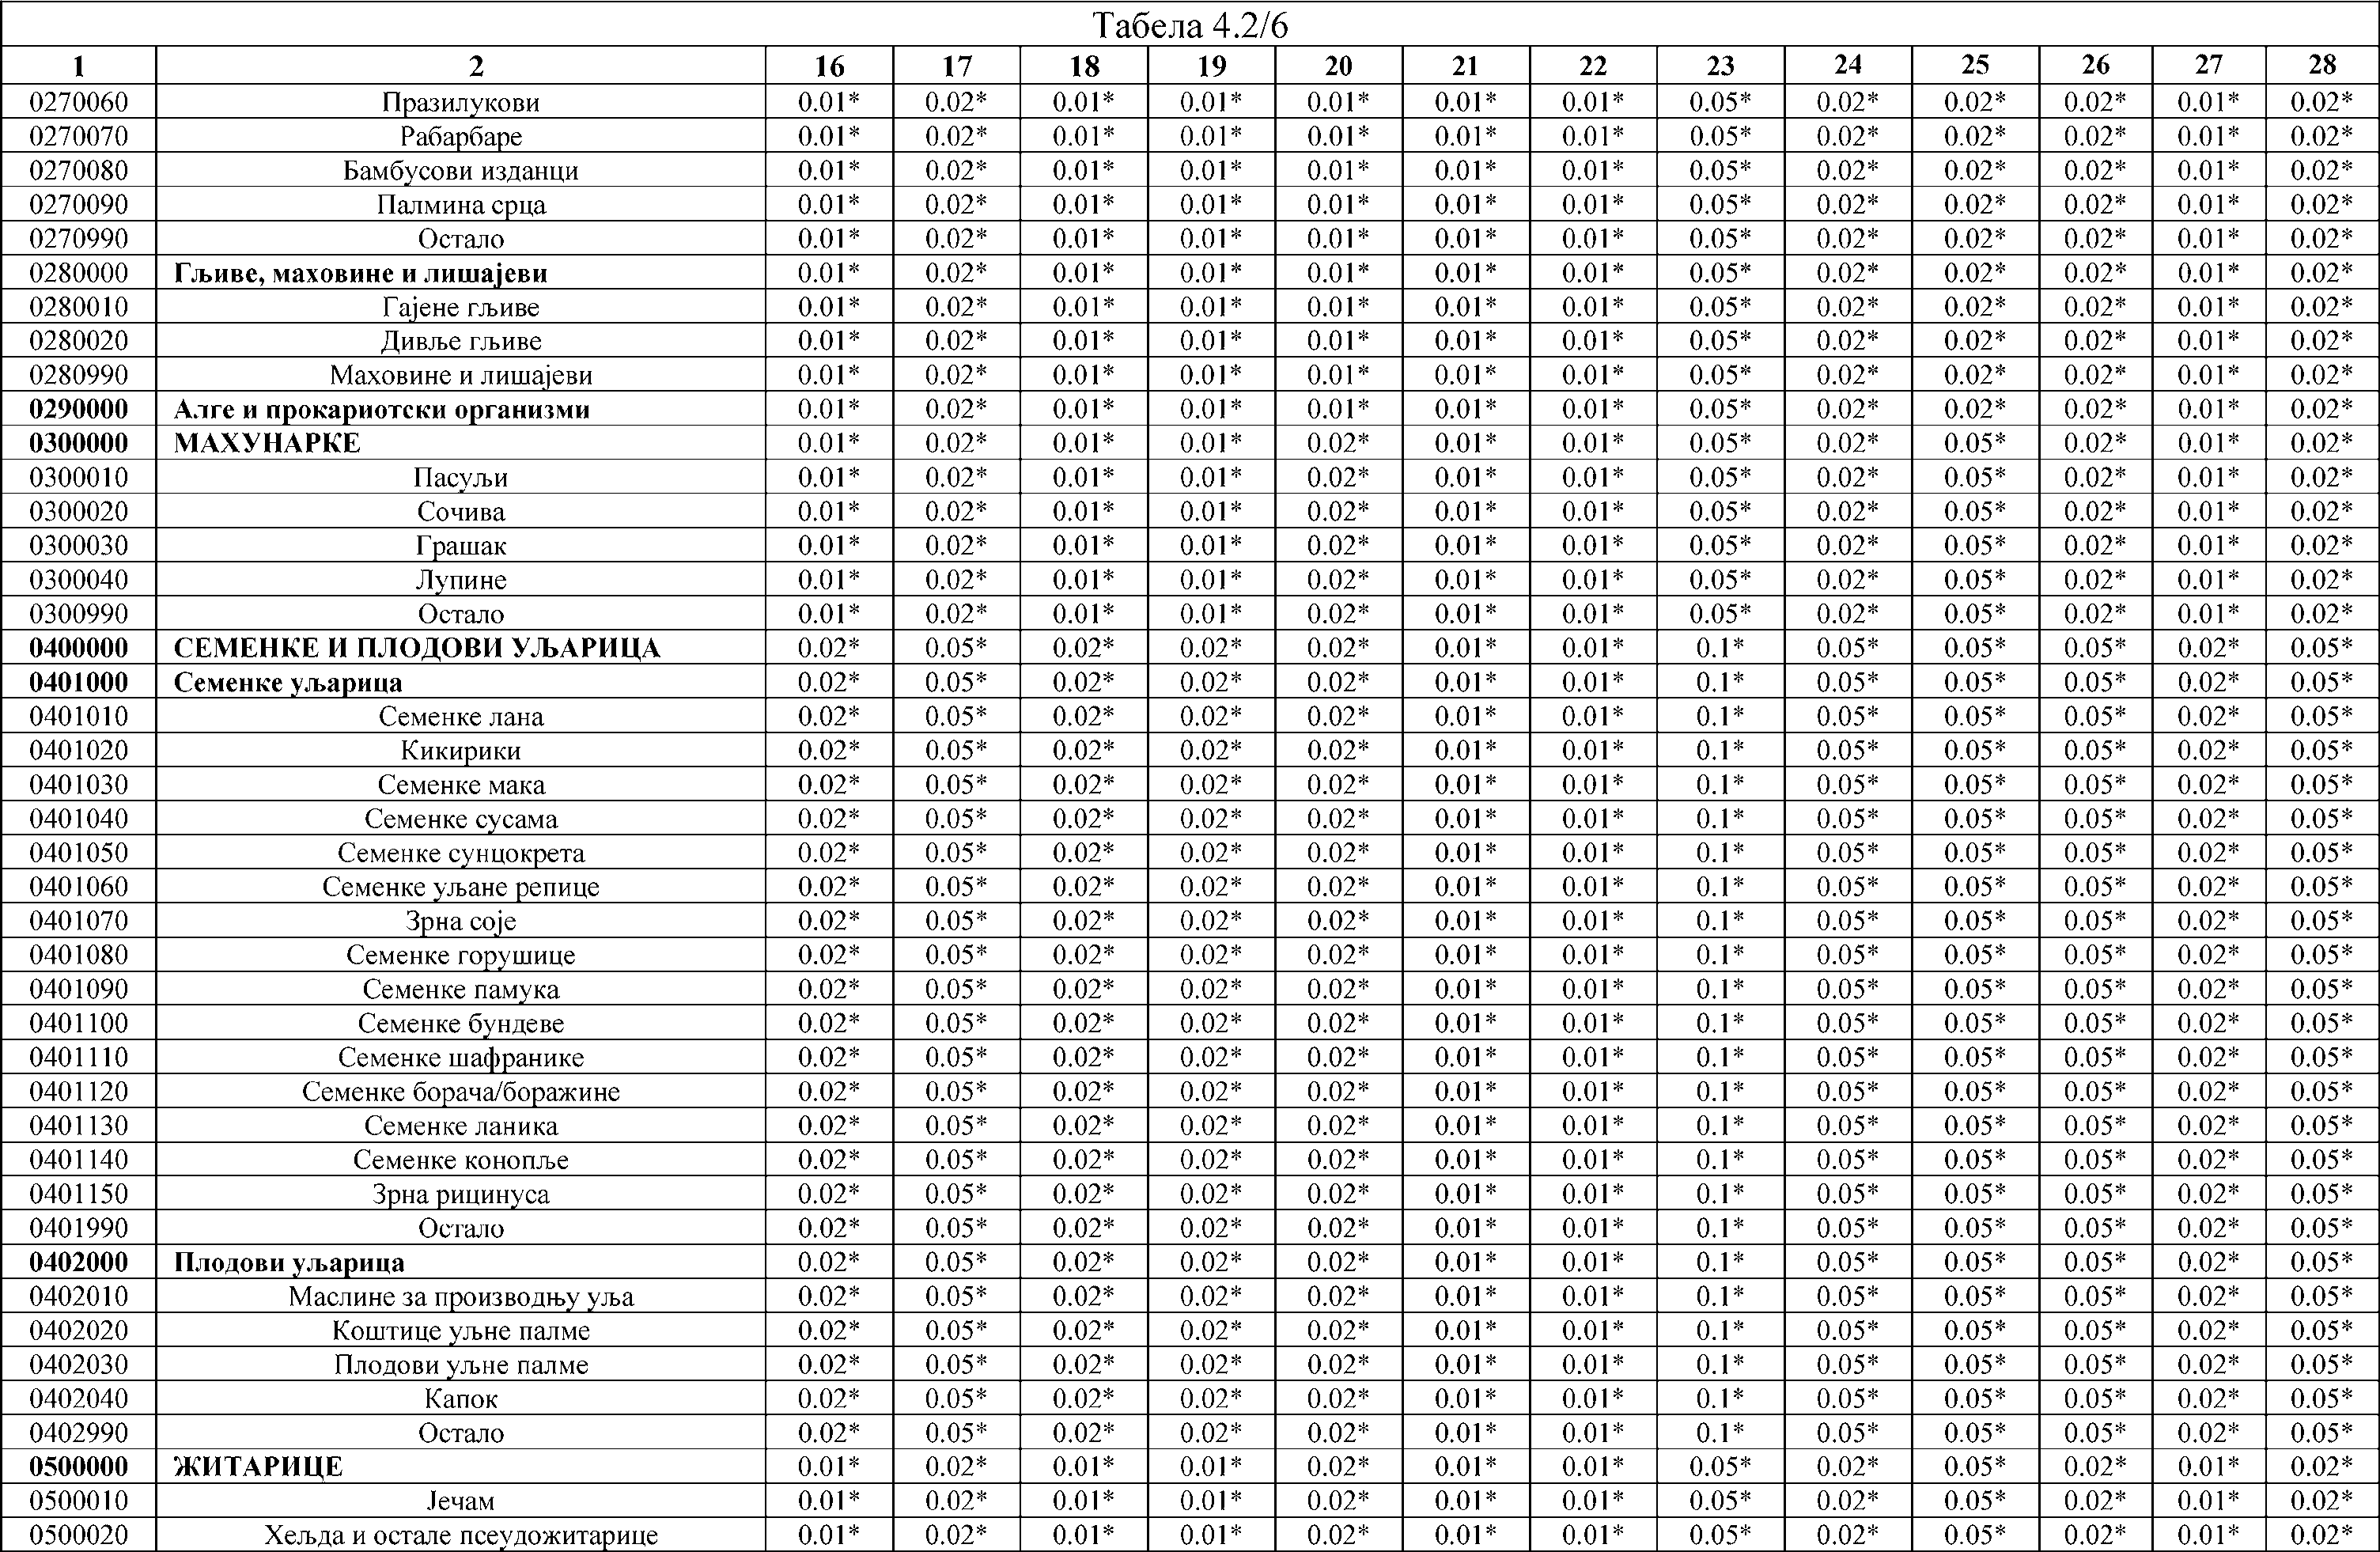 Табела 4.2/6
1 2 16 17 18 19 20 21 22 23 24 25 26 27 28
0270060 Празилукови 0.01* 0.02* 0.01* 0.01* 0.01* 0.01* 0.01* 0.05* 0.02* 0.02* 0.02* 0.01* 0.02*
0270070 Рабарбаре 0.01* 0.02* 0.01* 0.01* 0.01* 0.01* 0.01* 0.05* 0.02* 0.02* 0.02* 0.01* 0.02*
0270080 Бамбусови изданци 0.01* 0.02* 0.01* 0.01* 0.01* 0.01* 0.01* 0.05* 0.02* 0.02* 0.02* 0.01* 0.02*
0270090 Палмина срца 0.01* 0.02* 0.01* 0.01* 0.01* 0.01* 0.01* 0.05* 0.02* 0.02* 0.02* 0.01* 0.02*
0270990 Остало 0.01* 0.02* 0.01* 0.01* 0.01* 0.01* 0.01* 0.05* 0.02* 0.02* 0.02* 0.01* 0.02*
0280000 Гљиве, маховине и лишајеви 0.01* 0.02* 0.01* 0.01* 0.01* 0.01* 0.01* 0.05* 0.02* 0.02* 0.02* 0.01* 0.02*
0280010 Гајене гљиве 0.01* 0.02* 0.01* 0.01* 0.01* 0.01* 0.01* 0.05* 0.02* 0.02* 0.02* 0.01* 0.02*
0280020 Дивље гљиве 0.01* 0.02* 0.01* 0.01* 0.01* 0.01* 0.01* 0.05* 0.02* 0.02* 0.02* 0.01* 0.02*
0280990 Маховине и лишајеви 0.01* 0.02* 0.01* 0.01* 0.01* 0.01* 0.01* 0.05* 0.02* 0.02* 0.02* 0.01* 0.02*
0290000 Алге и прокариотски организми 0.01* 0.02* 0.01* 0.01* 0.01* 0.01* 0.01* 0.05* 0.02* 0.02* 0.02* 0.01* 0.02*
0300000 МАХУНАРКЕ 0.01* 0.02* 0.01* 0.01* 0.02* 0.01* 0.01* 0.05* 0.02* 0.05* 0.02* 0.01* 0.02*
0300010 Пасуљи 0.01* 0.02* 0.01* 0.01* 0.02* 0.01* 0.01* 0.05* 0.02* 0.05* 0.02* 0.01* 0.02*
0300020 Сочива 0.01* 0.02* 0.01* 0.01* 0.02* 0.01* 0.01* 0.05* 0.02* 0.05* 0.02* 0.01* 0.02*
0300030 Грашак 0.01* 0.02* 0.01* 0.01* 0.02* 0.01* 0.01* 0.05* 0.02* 0.05* 0.02* 0.01* 0.02*
0300040 Лупине 0.01* 0.02* 0.01* 0.01* 0.02* 0.01* 0.01* 0.05* 0.02* 0.05* 0.02* 0.01* 0.02*
0300990 Остало 0.01* 0.02* 0.01* 0.01* 0.02* 0.01* 0.01* 0.05* 0.02* 0.05* 0.02* 0.01* 0.02*
0400000 СЕМЕНКЕ И ПЛОДОВИ УЉАРИЦА 0.02* 0.05* 0.02* 0.02* 0.02* 0.01* 0.01* 0.1* 0.05* 0.05* 0.05* 0.02* 0.05*
0401000 Семенке уљарица 0.02* 0.05* 0.02* 0.02* 0.02* 0.01* 0.01* 0.1* 0.05* 0.05* 0.05* 0.02* 0.05*
0401010 Семенке лана 0.02* 0.05* 0.02* 0.02* 0.02* 0.01* 0.01* 0.1* 0.05* 0.05* 0.05* 0.02* 0.05*
0401020 Кикирики 0.02* 0.05* 0.02* 0.02* 0.02* 0.01* 0.01* 0.1* 0.05* 0.05* 0.05* 0.02* 0.05*
0401030 Семенке мака 0.02* 0.05* 0.02* 0.02* 0.02* 0.01* 0.01* 0.1* 0.05* 0.05* 0.05* 0.02* 0.05*
0401040 Семенке сусама 0.02* 0.05* 0.02* 0.02* 0.02* 0.01* 0.01* 0.1* 0.05* 0.05* 0.05* 0.02* 0.05*
0401050 Семенке сунцокрета 0.02* 0.05* 0.02* 0.02* 0.02* 0.01* 0.01* 0.1* 0.05* 0.05* 0.05* 0.02* 0.05*
0401060 Семенке уљане репице 0.02* 0.05* 0.02* 0.02* 0.02* 0.01* 0.01* 0.1* 0.05* 0.05* 0.05* 0.02* 0.05*
0401070 Зрна соје 0.02* 0.05* 0.02* 0.02* 0.02* 0.01* 0.01* 0.1* 0.05* 0.05* 0.05* 0.02* 0.05*
0401080 Семенке горушице 0.02* 0.05* 0.02* 0.02* 0.02* 0.01* 0.01* 0.1* 0.05* 0.05* 0.05* 0.02* 0.05*
0401090 Семенке памука 0.02* 0.05* 0.02* 0.02* 0.02* 0.01* 0.01* 0.1* 0.05* 0.05* 0.05* 0.02* 0.05*
0401100 Семенке бундеве 0.02* 0.05* 0.02* 0.02* 0.02* 0.01* 0.01* 0.1* 0.05* 0.05* 0.05* 0.02* 0.05*
0401110 Семенке шафранике 0.02* 0.05* 0.02* 0.02* 0.02* 0.01* 0.01* 0.1* 0.05* 0.05* 0.05* 0.02* 0.05*
0401120 Семенке борача/боражине 0.02* 0.05* 0.02* 0.02* 0.02* 0.01* 0.01* 0.1* 0.05* 0.05* 0.05* 0.02* 0.05*
0401130 Семенке ланика 0.02* 0.05* 0.02* 0.02* 0.02* 0.01* 0.01* 0.1* 0.05* 0.05* 0.05* 0.02* 0.05*
0401140 Семенке конопље 0.02* 0.05* 0.02* 0.02* 0.02* 0.01* 0.01* 0.1* 0.05* 0.05* 0.05* 0.02* 0.05*
0401150 Зрна рицинуса 0.02* 0.05* 0.02* 0.02* 0.02* 0.01* 0.01* 0.1* 0.05* 0.05* 0.05* 0.02* 0.05*
0401990 Остало 0.02* 0.05* 0.02* 0.02* 0.02* 0.01* 0.01* 0.1* 0.05* 0.05* 0.05* 0.02* 0.05*
0402000 Плодови уљарица 0.02* 0.05* 0.02* 0.02* 0.02* 0.01* 0.01* 0.1* 0.05* 0.05* 0.05* 0.02* 0.05*
0402010 Маслине за производњу уља 0.02* 0.05* 0.02* 0.02* 0.02* 0.01* 0.01* 0.1* 0.05* 0.05* 0.05* 0.02* 0.05*
0402020 Коштице уљне палме 0.02* 0.05* 0.02* 0.02* 0.02* 0.01* 0.01* 0.1* 0.05* 0.05* 0.05* 0.02* 0.05*
0402030 Плодови уљне палме 0.02* 0.05* 0.02* 0.02* 0.02* 0.01* 0.01* 0.1* 0.05* 0.05* 0.05* 0.02* 0.05*
0402040 Капок 0.02* 0.05* 0.02* 0.02* 0.02* 0.01* 0.01* 0.1* 0.05* 0.05* 0.05* 0.02* 0.05*
0402990 Остало 0.02* 0.05* 0.02* 0.02* 0.02* 0.01* 0.01* 0.1* 0.05* 0.05* 0.05* 0.02* 0.05*
0500000 ЖИТАРИЦЕ 0.01* 0.02* 0.01* 0.01* 0.02* 0.01* 0.01* 0.05* 0.02* 0.05* 0.02* 0.01* 0.02*
0500010 Јечам 0.01* 0.02* 0.01* 0.01* 0.02* 0.01* 0.01* 0.05* 0.02* 0.05* 0.02* 0.01* 0.02*
0500020 Хељда и остале псеудожитарице 0.01* 0.02* 0.01* 0.01* 0.02* 0.01* 0.01* 0.05* 0.02* 0.05* 0.02* 0.01* 0.02*